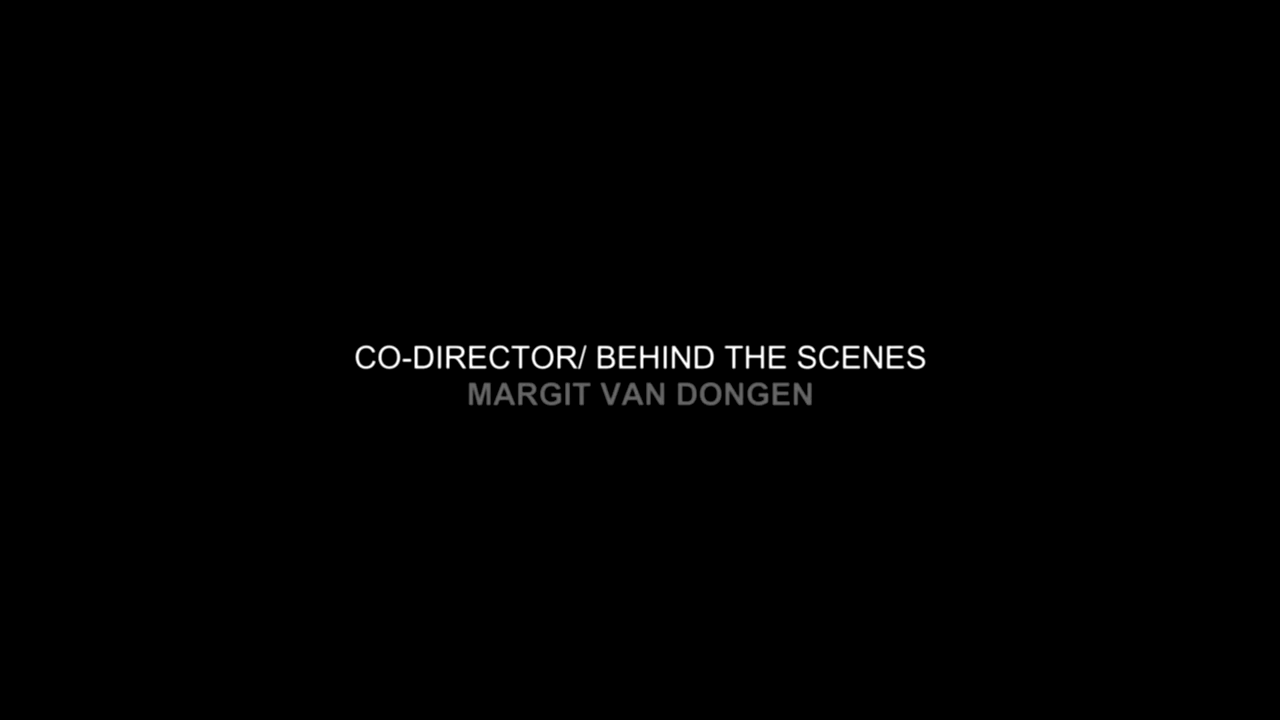 CO-DIRECTOR/ BEHIND THE SCENES
MARGIT VAN DONGEN